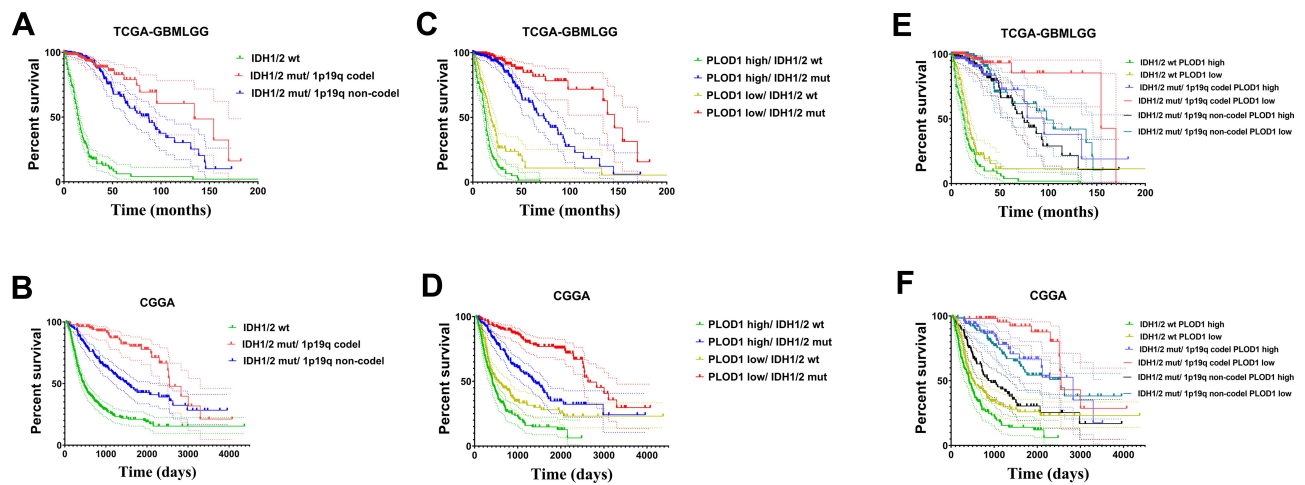 A
TCGA-GBMLGG
Percent survival
100
50
0
0
50
100
150
200
Time (months)
IDH1/2 wt
IDH1/2 mut/ 1p19q codel
IDH1/2 mut/ 1p19q non-codel
C
TCGA-GBMLGG
Percent survival
100
50
0
0
50
100
150
200
Time (months)
PLOD1 high/ IDH1/2 wt
PLOD1 high/ IDH1/2 mut
PLOD1 low/ IDH1/2 wt
PLOD1 low/ IDH1/2 mut
E
TCGA-GBMLGG
Percent survival
100
50
0
0
50
100
150
200
Time (months)
IDH1/2 wt PLOD1 high
IDH1/2 wt PLOD1 low
IDH1/2 mut/ 1p19q codel PLOD1 high
IDH1/2 mut/ 1p19q codel PLOD1 low
IDH1/2 mut/ 1p19q non-codel PLOD1 high
IDH1/2 mut/ 1p19q non-codel PLOD1 low
B
CGGA
Percent survival
100
50
0
0
1000
2000
3000
4000
Time (days)
IDH1/2 wt
IDH1/2 mut/ 1p19q codel
IDH1/2 mut/ 1p19q non-codel
D
CGGA
Percent survival
100
50
0
0
1000
2000
3000
4000
Time (days)
PLOD1 high/ IDH1/2 wt
PLOD1 high/ IDH1/2 mut
PLOD1 low/ IDH1/2 wt
PLOD1 low/ IDH1/2 mut
F
CGGA
Percent survival
100
50
0
0
1000
2000
3000
4000
Time (days)
IDH1/2 wt PLOD1 high
IDH1/2 wt PLOD1 low
IDH1/2 mut/ 1p19q codel PLOD1 high
IDH1/2 mut/ 1p19q codel PLOD1 low
IDH1/2 mut/ 1p19q non-codel PLOD1 high
IDH1/2 mut/ 1p19q non-codel PLOD1 low